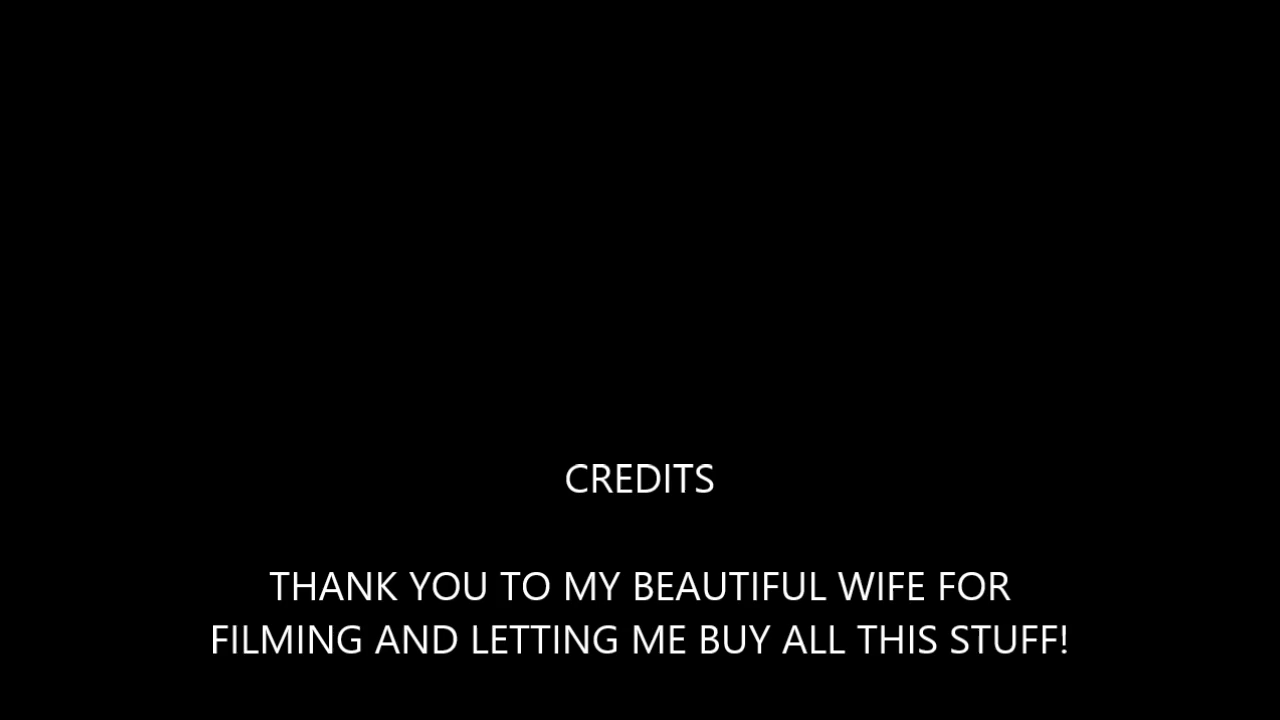 CREDITS
THANK YOU TO MY BEAUTIFUL WIFE FOR
FILMING AND LETTING ME BUY ALL THIS STUFF!